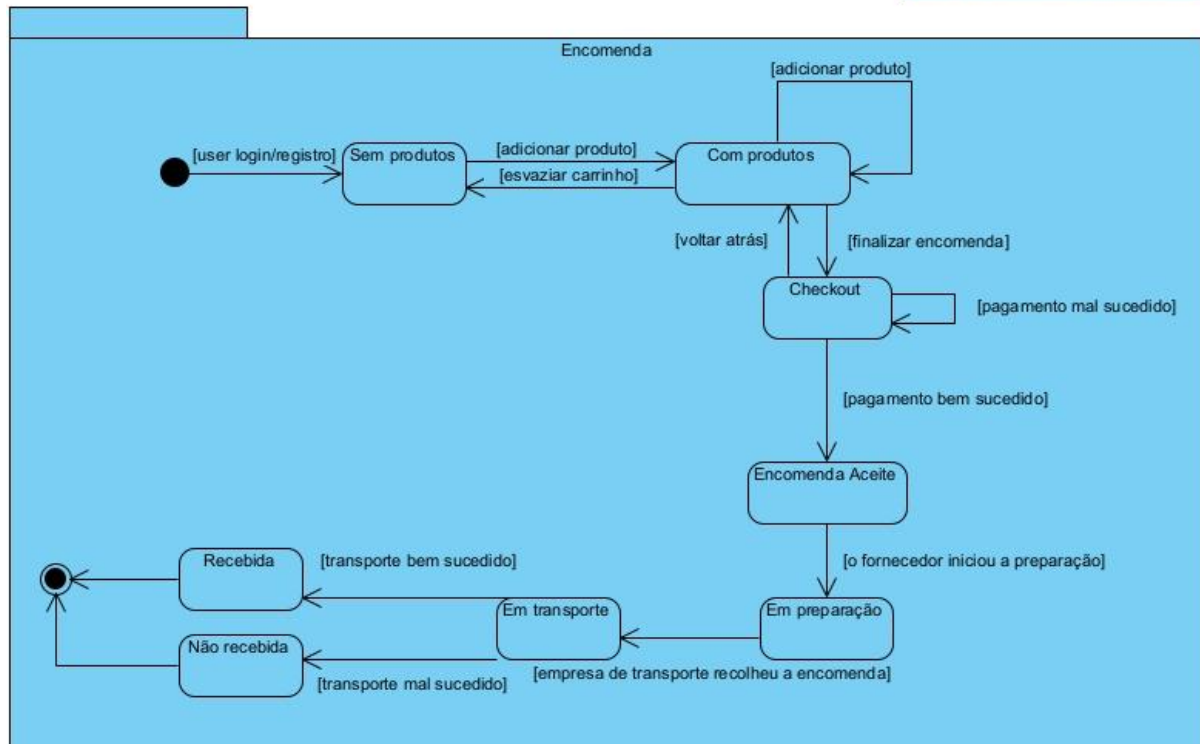 Encomenda
[adicionar produto]
[user login/registro]
Sem produtos
[adicionar produto]
Com produtos
[esvaziar carrinho]
[voltar atrás]
[finalizar encomenda]
Checkout
[pagamento mal sucedido]
[pagamento bem sucedido]
Encomenda Aceite
[o fornecedor iniciou a preparação]
Recebida
[transporte bem sucedido]
Em transporte
Em preparação
Não recebida
[transporte mal sucedido]
[empresa de transporte recolheu a encomenda]